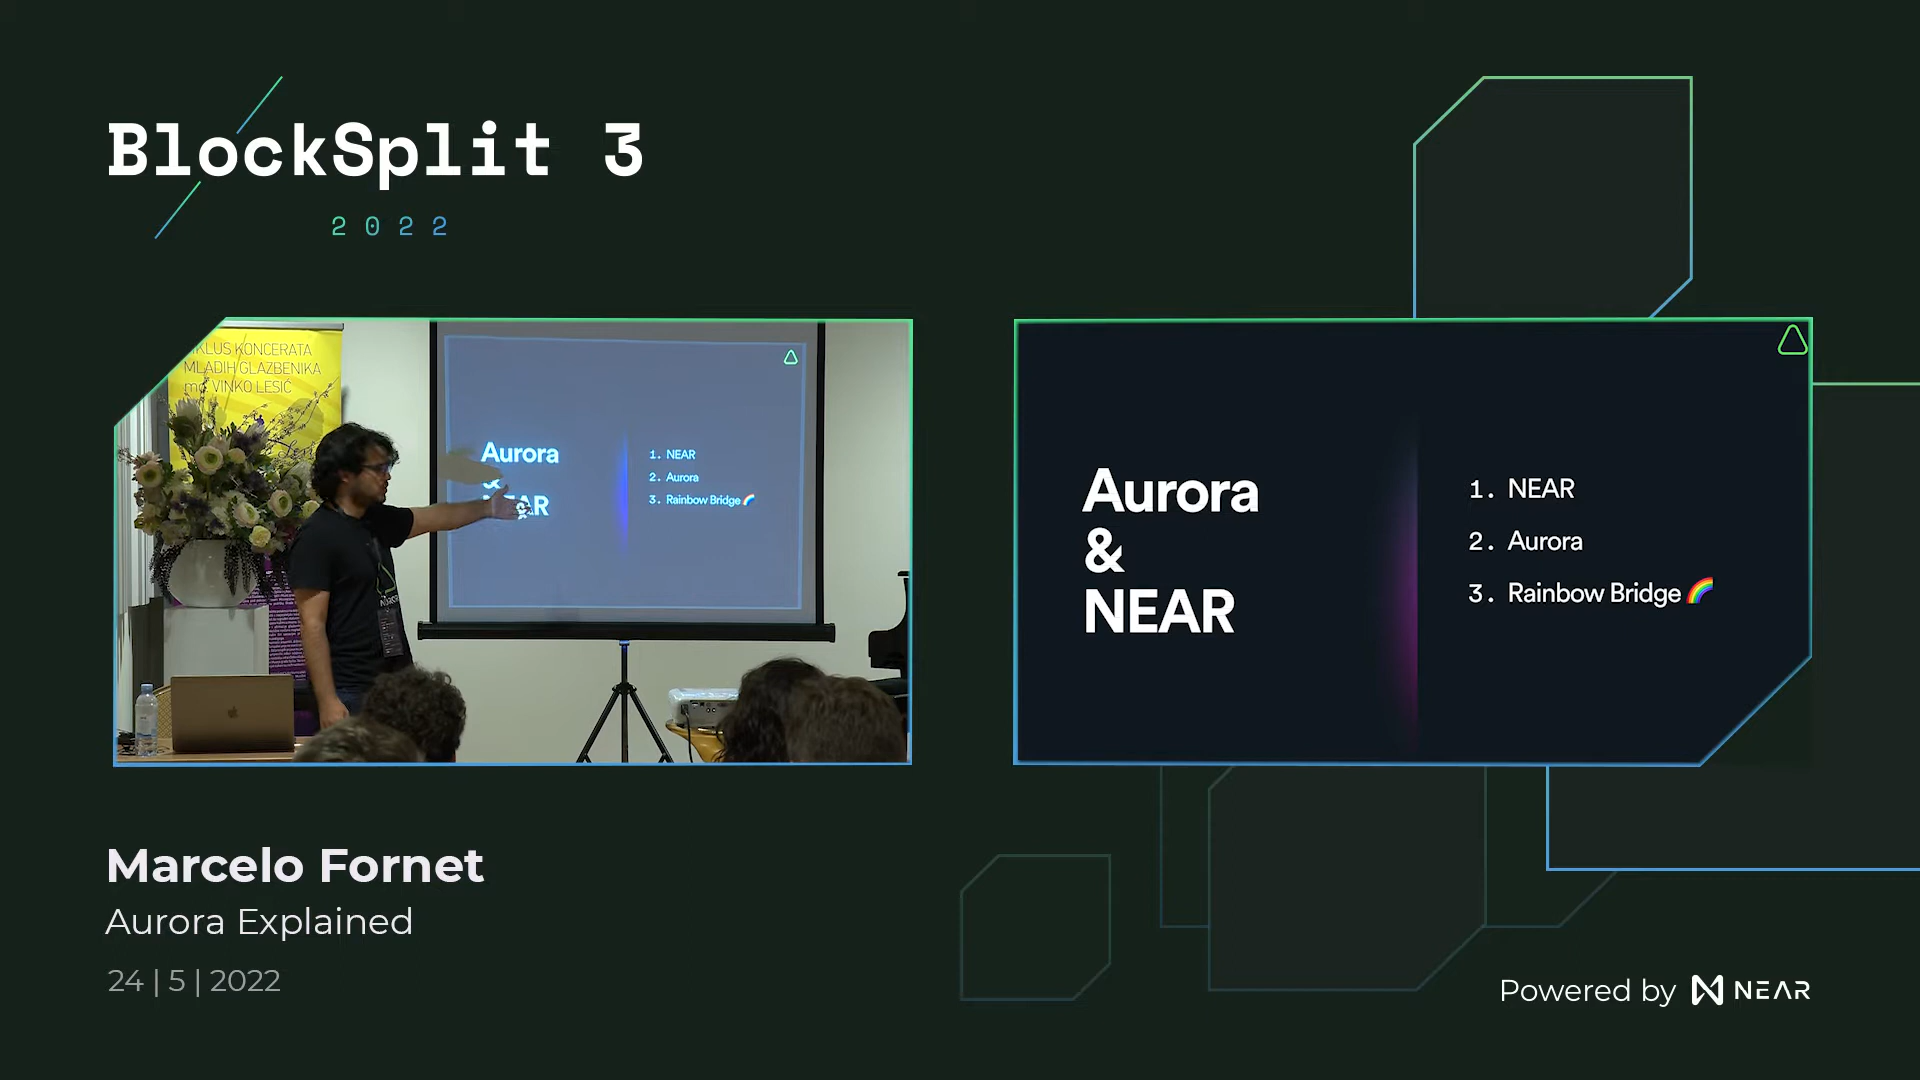 BlockSplit 3
2022
KLUS KONCERATA
MLADIH GLAZBENIKA
VINKO LESIĆ
Aurora
NEAR
1. NEAR
2. Aurora
3. Rainbow Bridge 🌈
Aurora
&
NEAR
1. NEAR
2. Aurora
3. Rainbow Bridge 🌈
Marcelo Fornet
Aurora Explained
24 | 5 | 2022
Powered by NEAR